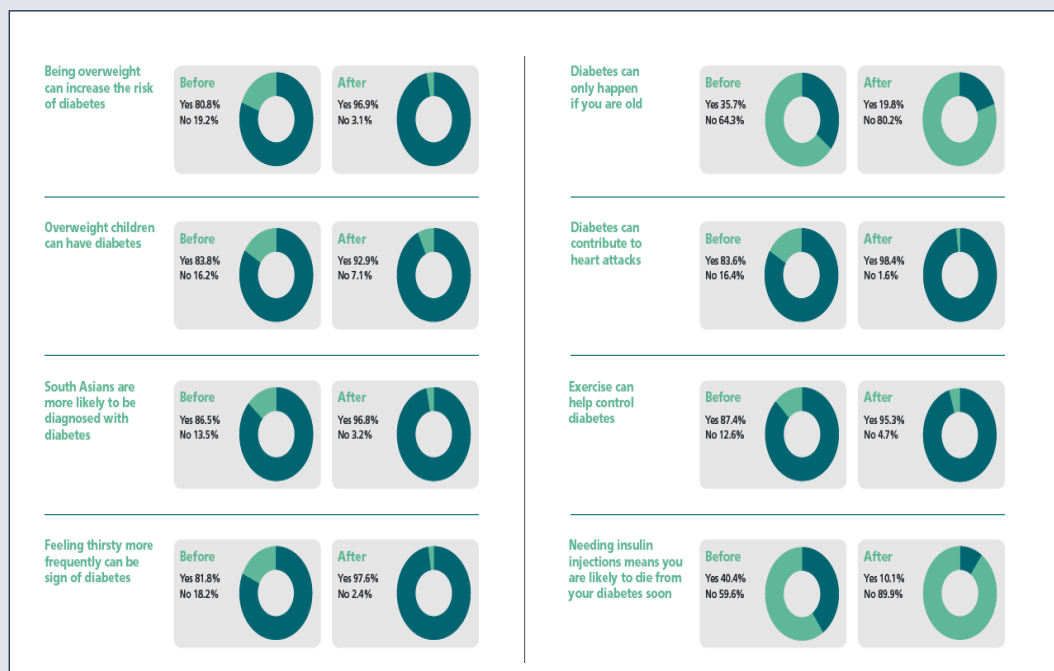 Being overweight
can increase the risk
of diabetes
Before
Yes 80.8%
No 19.2%
After
Yes 96.9%
No 3.1%
Overweight children
can have diabetes
Before
Yes 83.8%
No 16.2%
After
Yes 92.9%
No 7.1%
South Asians are
more likely to be
diagnosed with
diabetes
Before
Yes 86.5%
No 13.5%
After
Yes 96.8%
No 3.2%
Feeling thirsty more
frequently can be
sign of diabetes
Before
Yes 81.8%
No 18.2%
After
Yes 97.6%
No 2.4%
Diabetes can
only happen
if you are old
Before
Yes 35.7%
No 64.3%
After
Yes 19.8%
No 80.2%
Diabetes can
contribute to
heart attacks
Before
Yes 83.6%
No 16.4%
After
Yes 98.4%
No 1.6%
Exercise can
help control
diabetes
Before
Yes 87.4%
No 12.6%
After
Yes 95.3%
No 4.7%
Needing insulin
injections means you
are likely to die from
your diabetes soon
Before
Yes 40.4%
No 59.6%
After
Yes 10.1%
No 89.9%